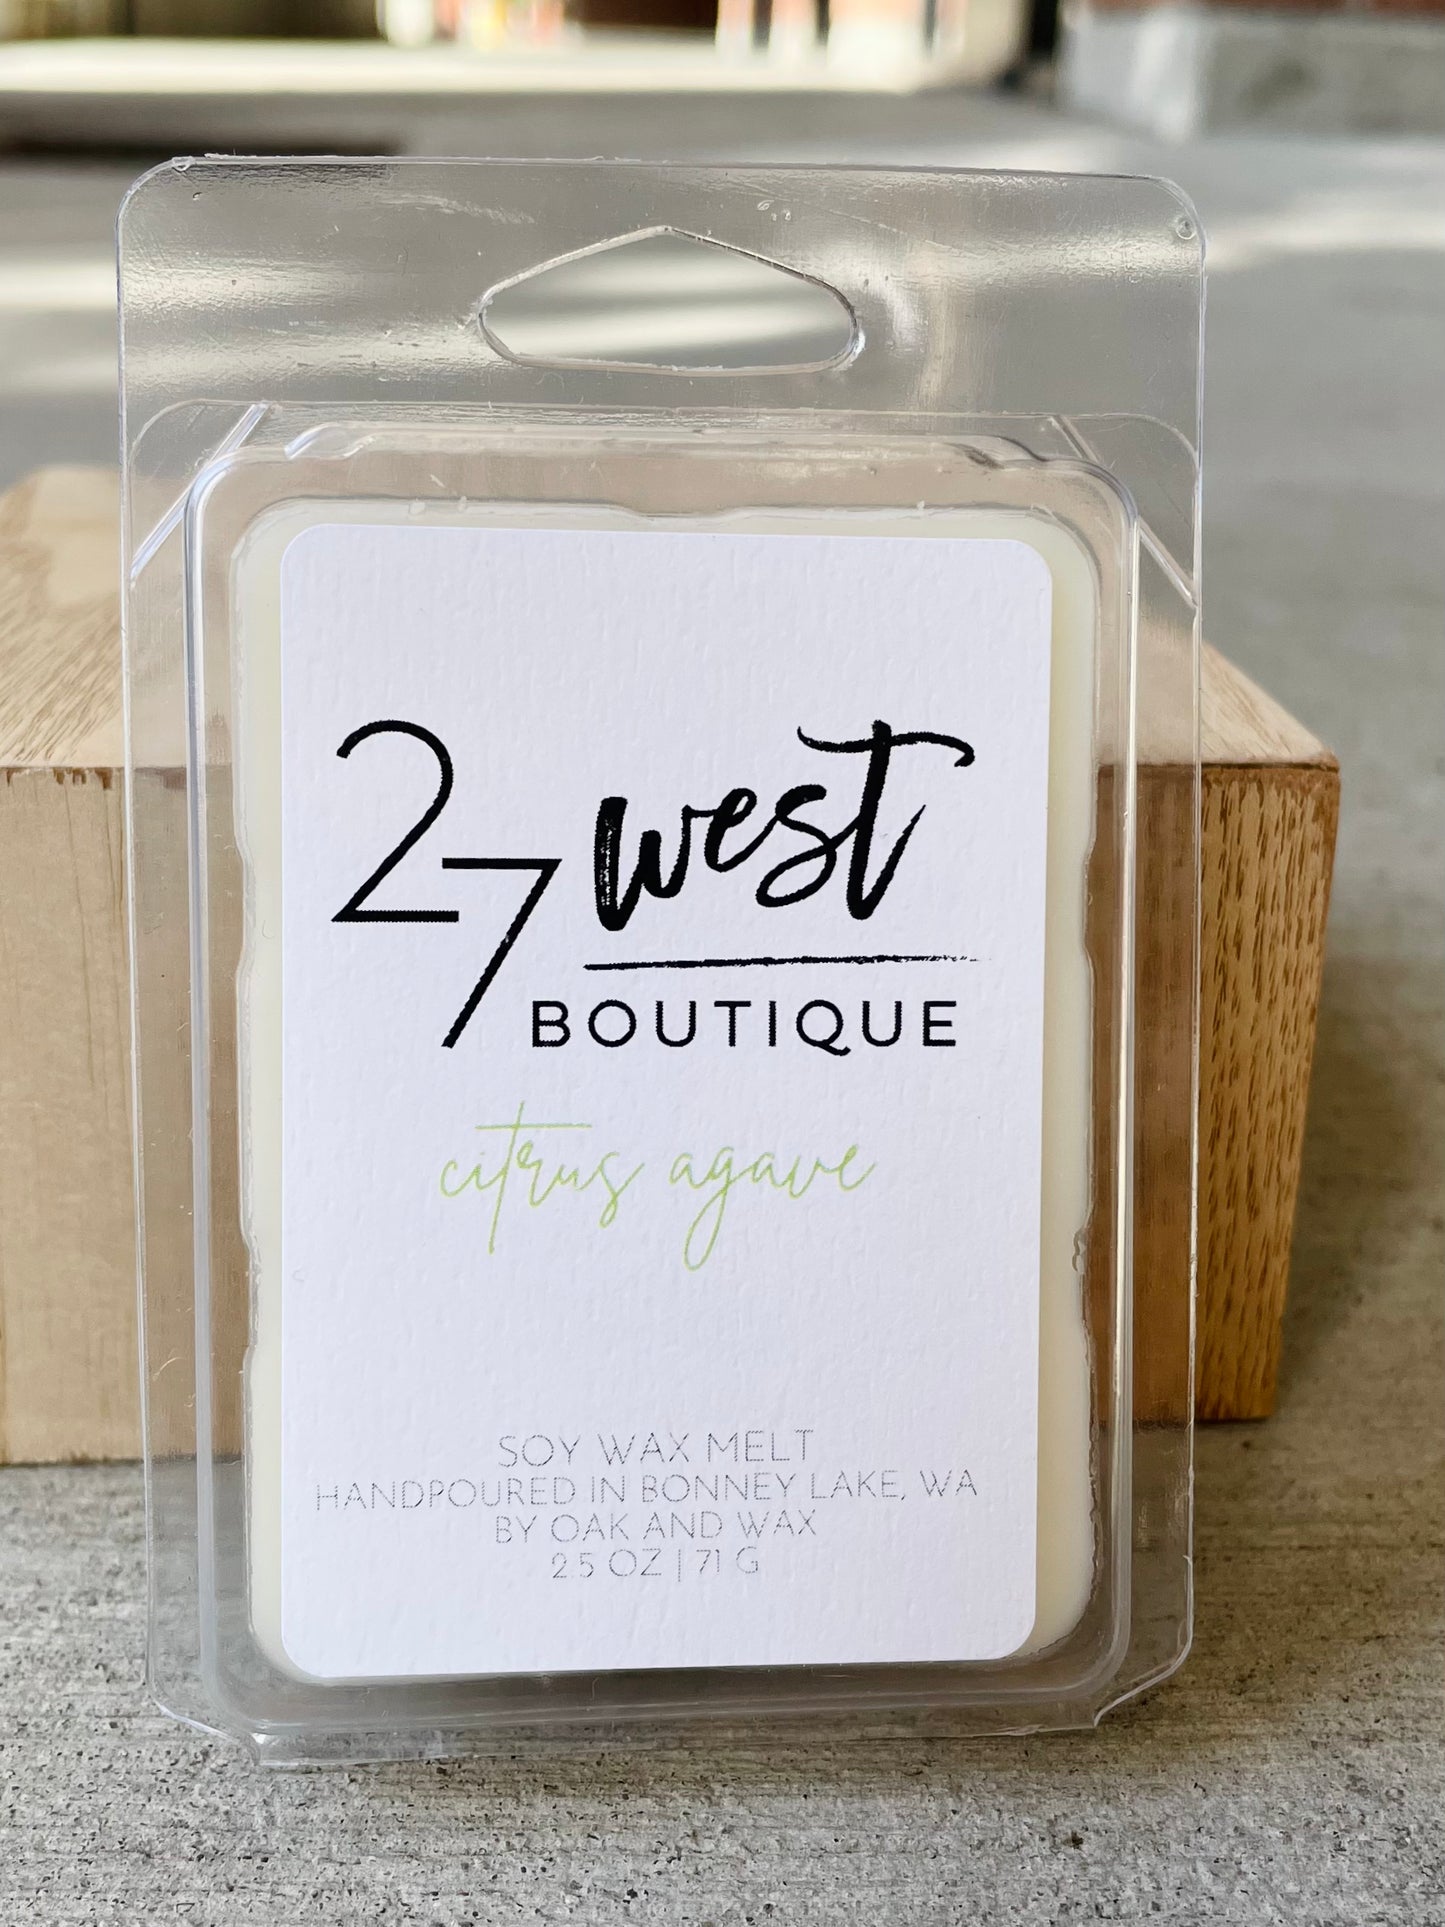 27 west
BOUTIQUE
citrus agave
SOY WAX MELT
HANDPOURED IN BONNEY LAKE, WA
BY OAK AND WAX
2.5 OZ | 71 G